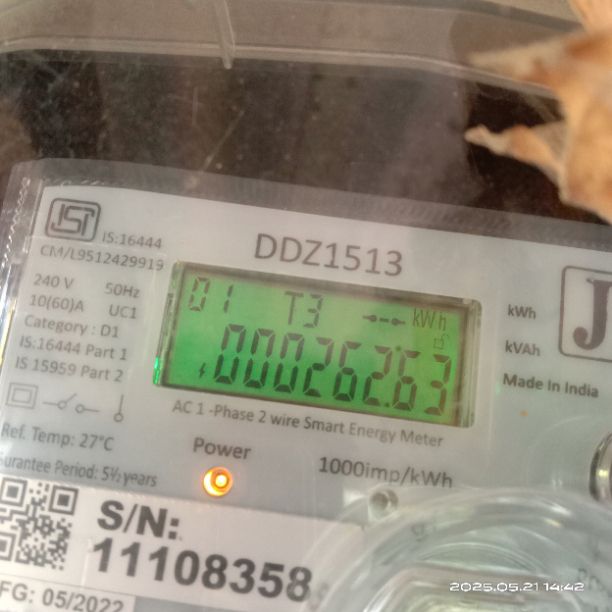 ISI
IS:16444
CM/L9512429919
DDZ1513
240 V 50Hz
10(60)A UC1
Category : D1
IS:16444 Part 1
IS 15959 Part 2
01 T3 kWh
00026263
kWh
kVAh
J
Made in India
AC 1 -Phase 2 wire Smart Energy Meter
Ref. Temp: 27°C
Power
urantee Period: 5½ years
1000imp/kWh
S/N:
11108358
FG: 05/2022
2025.05.21 14:42